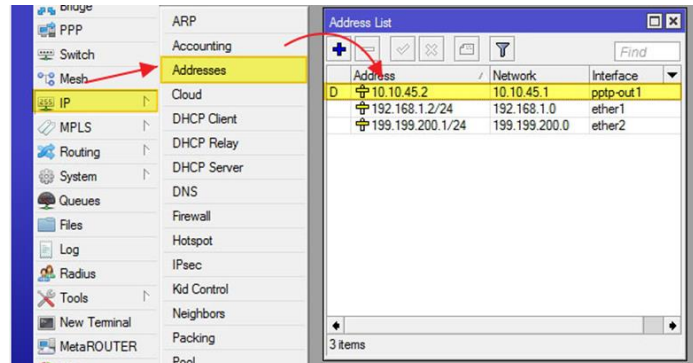 Bridge
PPP
Switch
Mesh
IP
MPLS
Routing
System
Queues
Files
Log
Radius
Tools
New Terminal
MetaROUTER
ARP
Accounting
Addresses
Cloud
DHCP Client
DHCP Relay
DHCP Server
DNS
Firewall
Hotspot
IPsec
Kid Control
Neighbors
Packing
Pool
Address List
Find
Address / Network Interface
D 10.10.45.2 10.10.45.1 pptp-out1
192.168.1.2/24 192.168.1.0 ether1
199.199.200.1/24 199.199.200.0 ether2
3 items